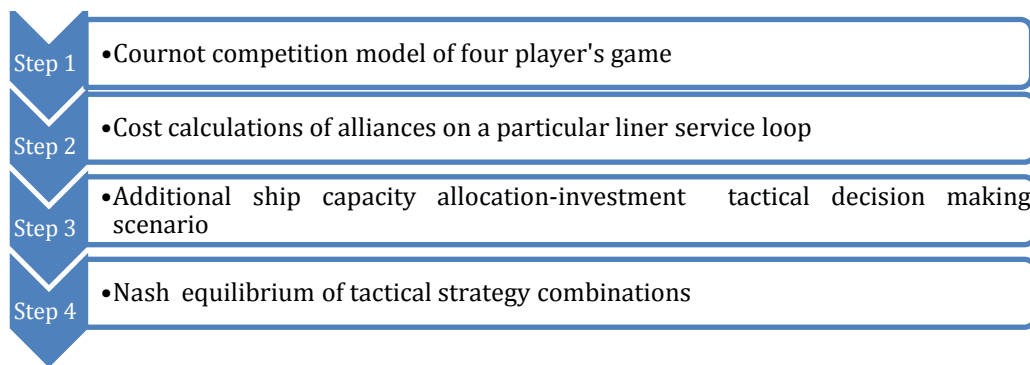 Step 1
•Cournot competition model of four player's game
Step 2
•Cost calculations of alliances on a particular liner service loop
Step 3
•Additional ship capacity allocation-investment tactical decision making
scenario
Step 4
•Nash equilibrium of tactical strategy combinations